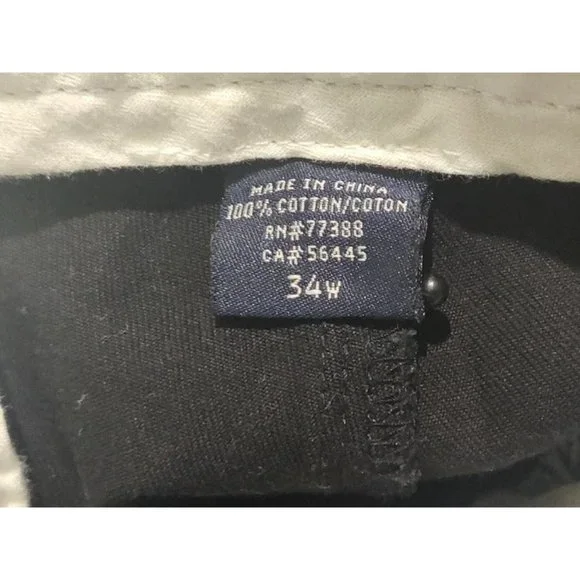 MADE IN CHINA
100% COTTON/COTON
RN#77388
CA#56445
34W